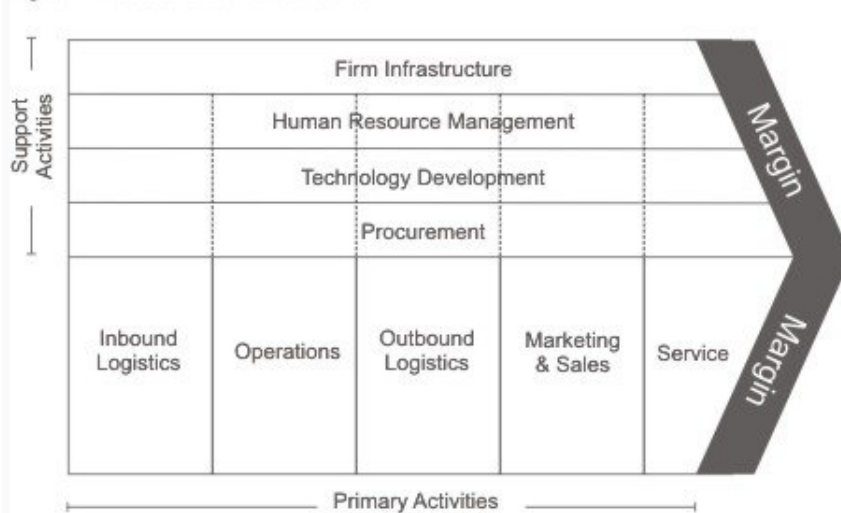 Support
Activities
Firm Infrastructure
Human Resource Management
Technology Development
Procurement
Inbound
Logistics
Operations
Outbound
Logistics
Marketing
& Sales
Service
Margin
Margin
Primary Activities